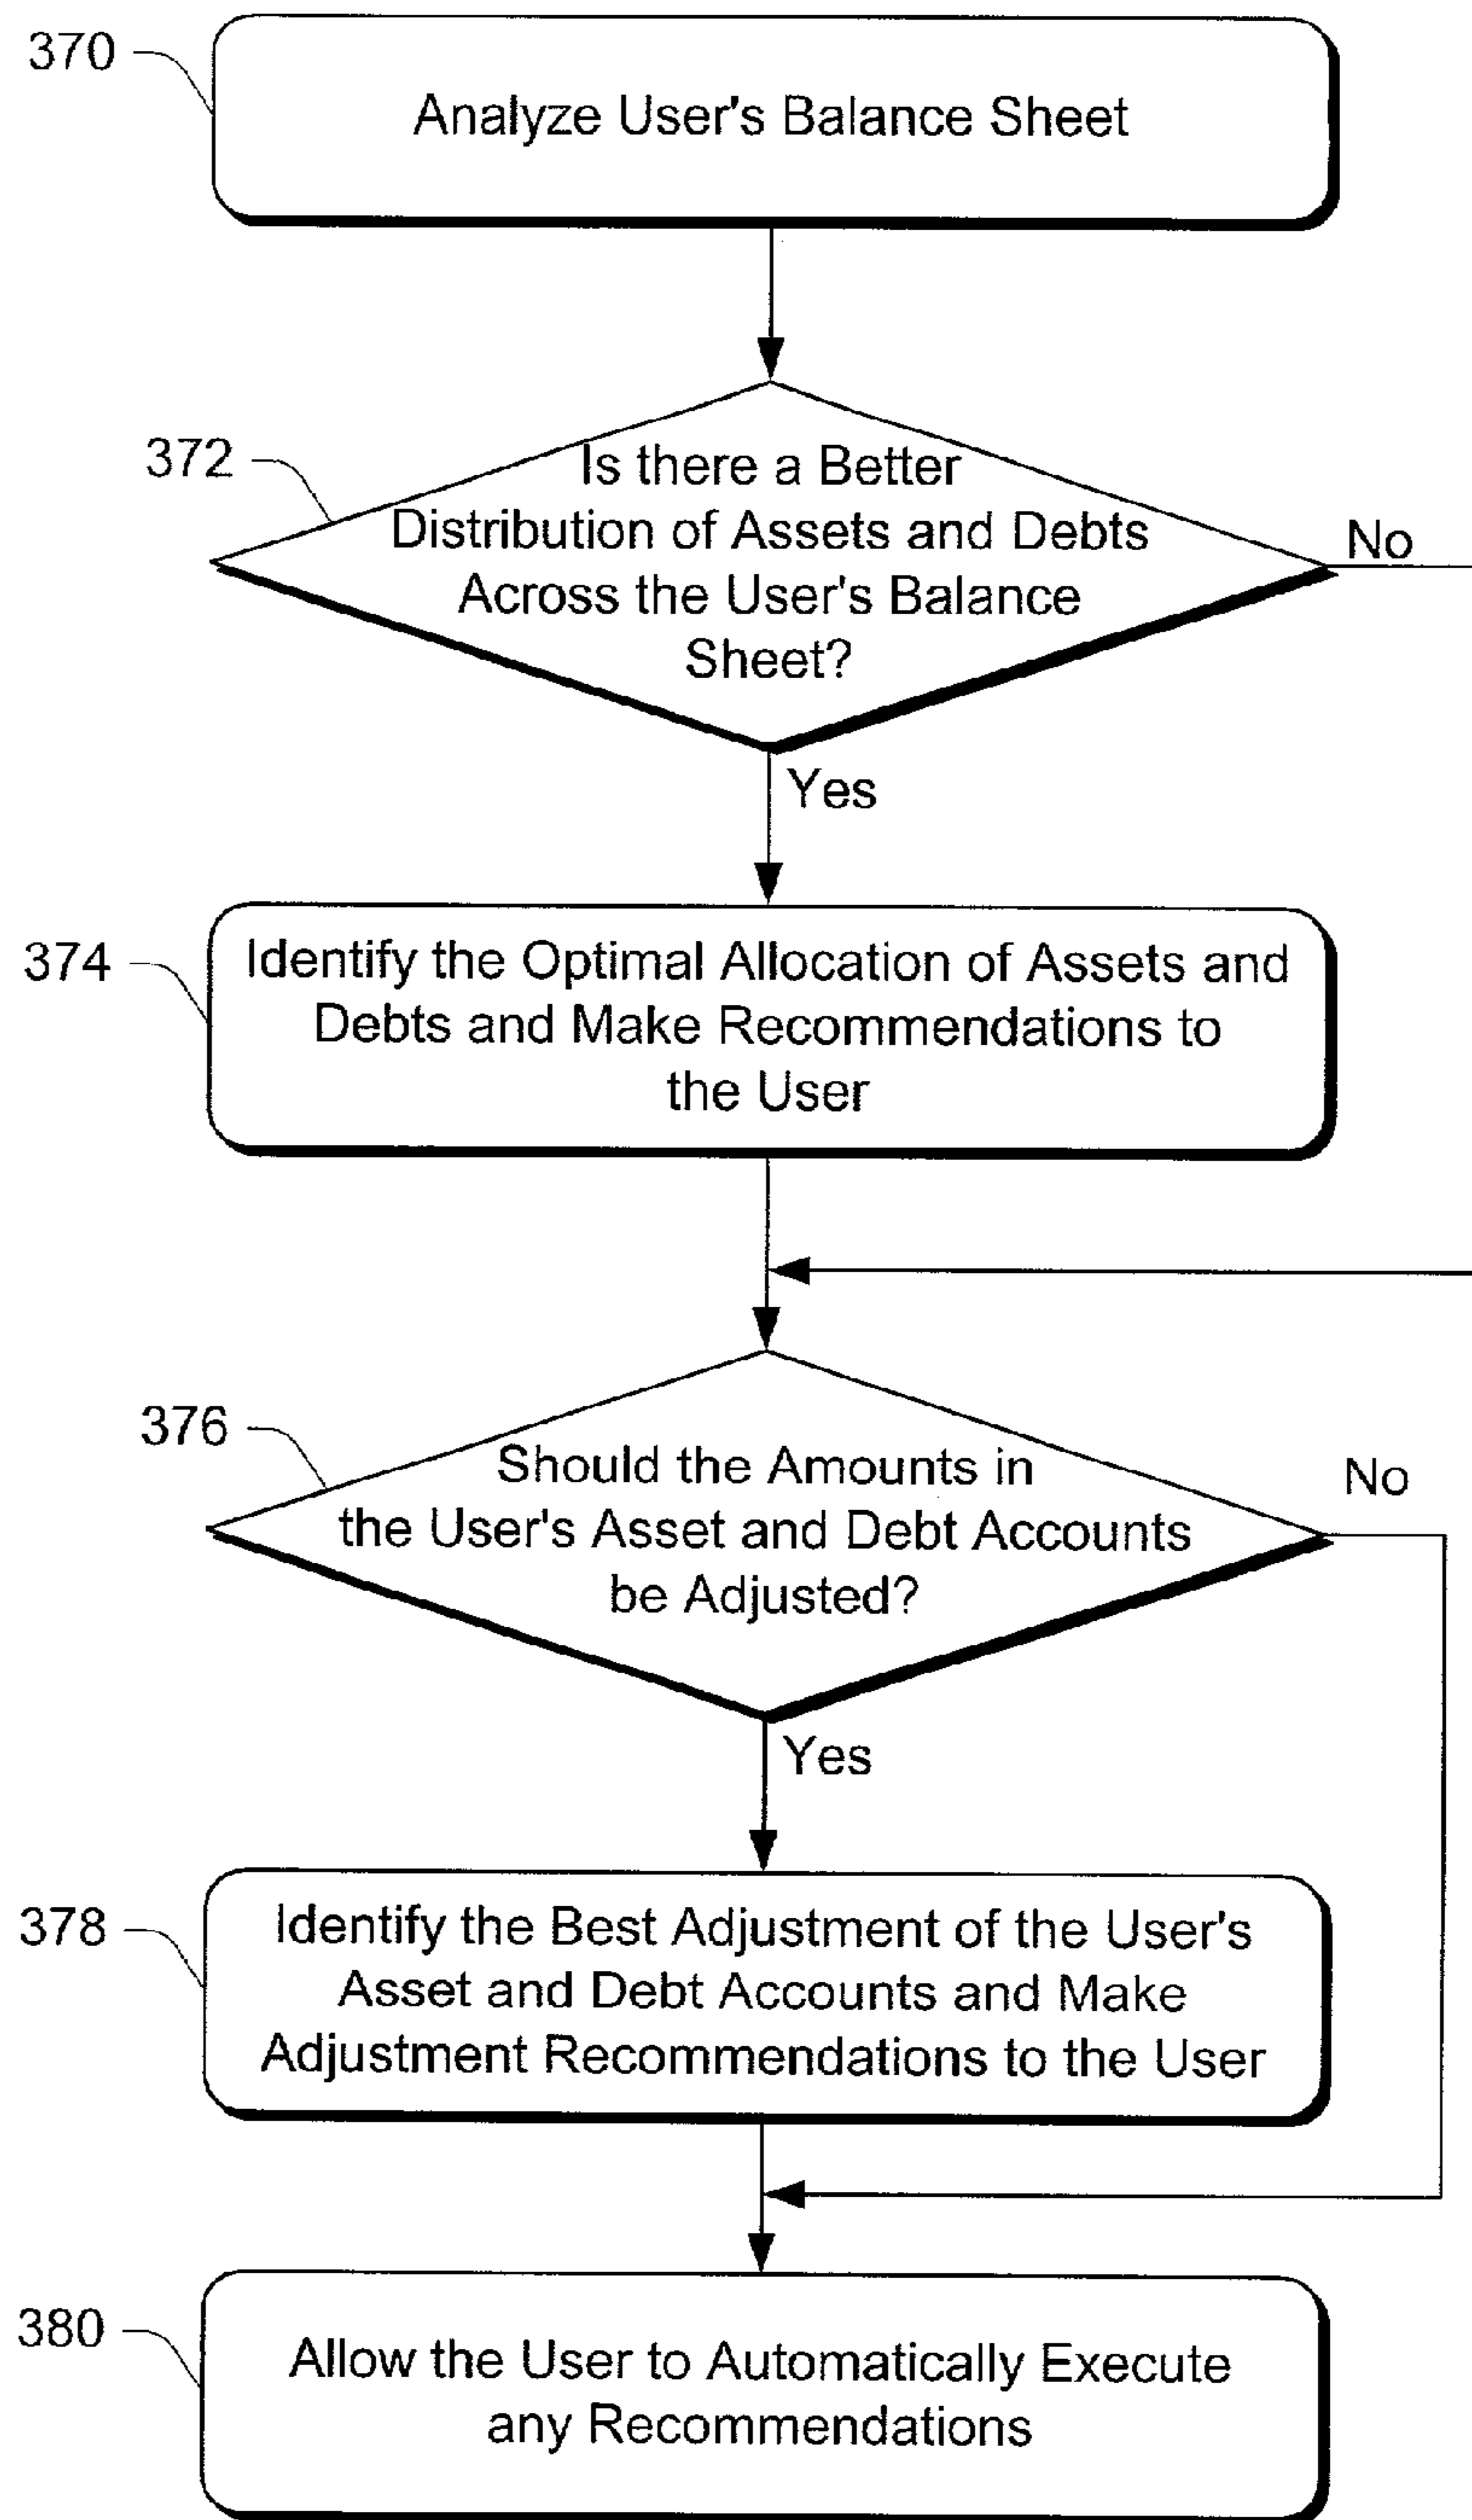 370
Analyze User's Balance Sheet
372
Is there a Better
Distribution of Assets and Debts
Across the User's Balance
Sheet?
No
Yes
374
Identify the Optimal Allocation of Assets and
Debts and Make Recommendations to
the User
376
Should the Amounts in
the User's Asset and Debt Accounts
be Adjusted?
No
Yes
378
Identify the Best Adjustment of the User's
Asset and Debt Accounts and Make
Adjustment Recommendations to the User
380
Allow the User to Automatically Execute
any Recommendations